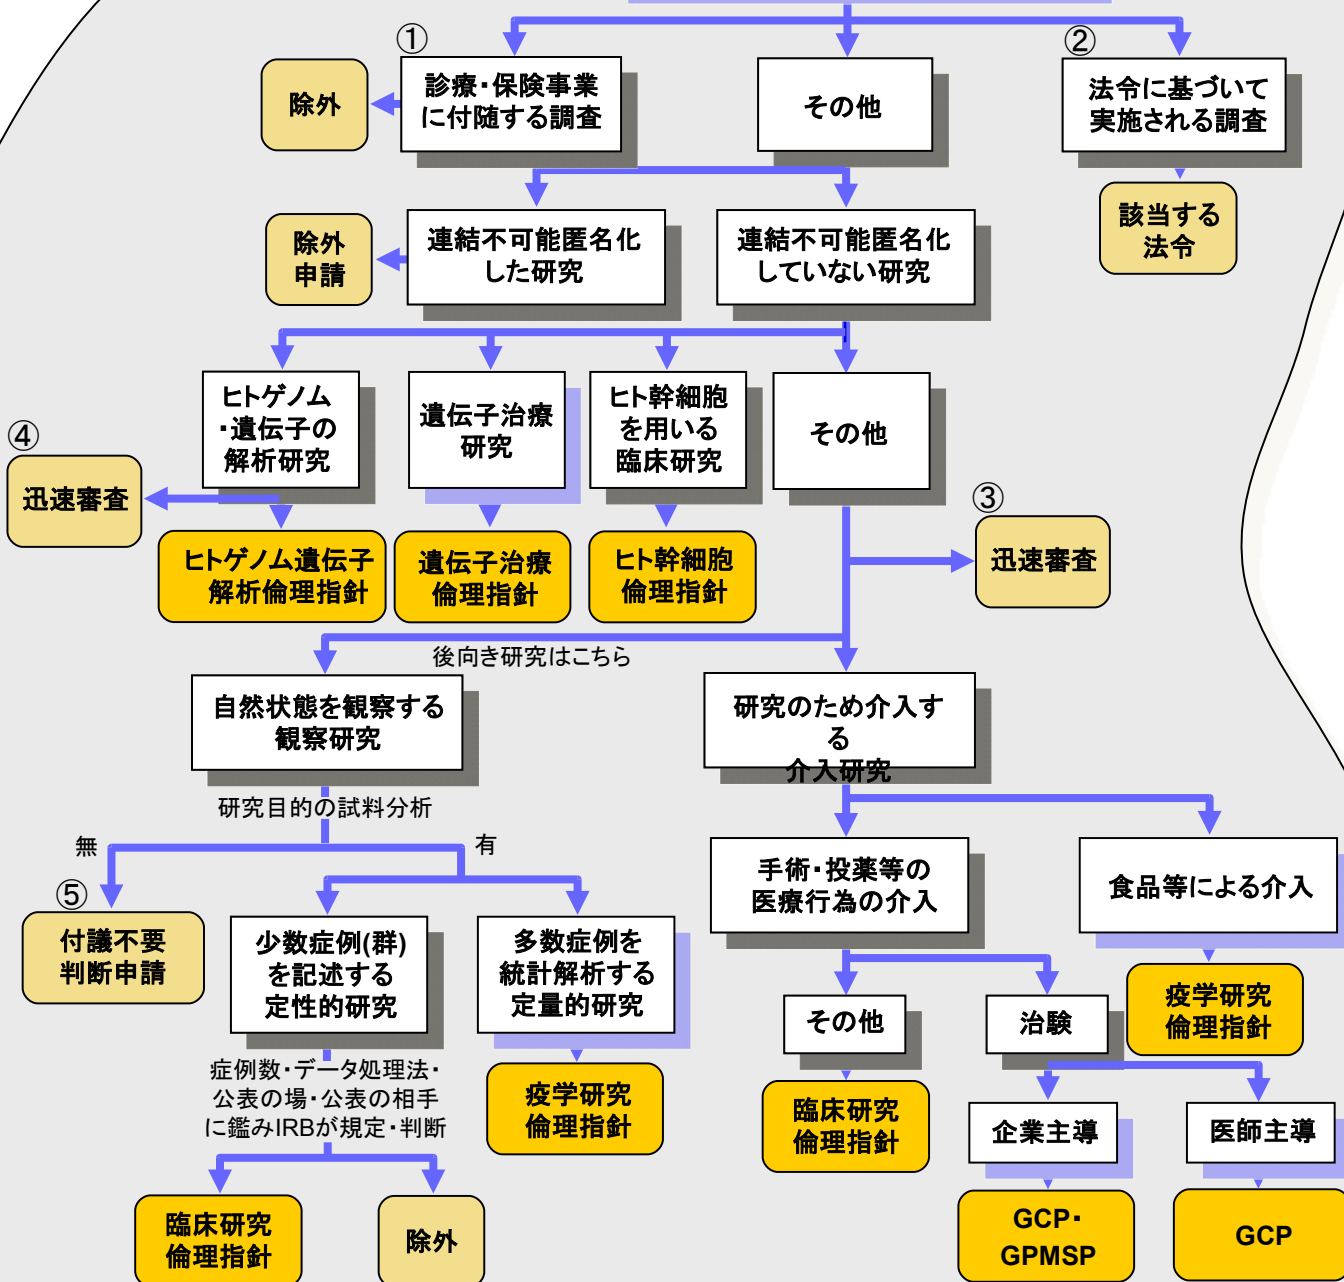 ①
②
除外
診療・保険事業
に付随する調査
その他
法令に基づいて
実施される調査
除外
申請
連結不可能匿名化
した研究
連結不可能匿名化
していない研究
該当する
法令
ヒトゲノム
・遺伝子の
解析研究
遺伝子治療
研究
ヒト幹細胞
を用いる
臨床研究
その他
④
迅速審査
③
迅速審査
ヒトゲノム遺伝子
解析倫理指針
遺伝子治療
倫理指針
ヒト幹細胞
倫理指針
後向き研究はこちら
自然状態を観察する
観察研究
研究のため介入す
る
介入研究
研究目的の試料分析
無
有
手術・投薬等の
医療行為の介入
食品等による介入
⑤
付議不要
判断申請
少数症例(群)
を記述する
定性的研究
多数症例を
統計解析する
定量的研究
その他
治験
疫学研究
倫理指針
症例数・データ処理法・
公表の場・公表の相手
に鑑みIRBが規定・判断
疫学研究
倫理指針
臨床研究
倫理指針
企業主導
医師主導
臨床研究
倫理指針
除外
GCP・
GPMSP
GCP